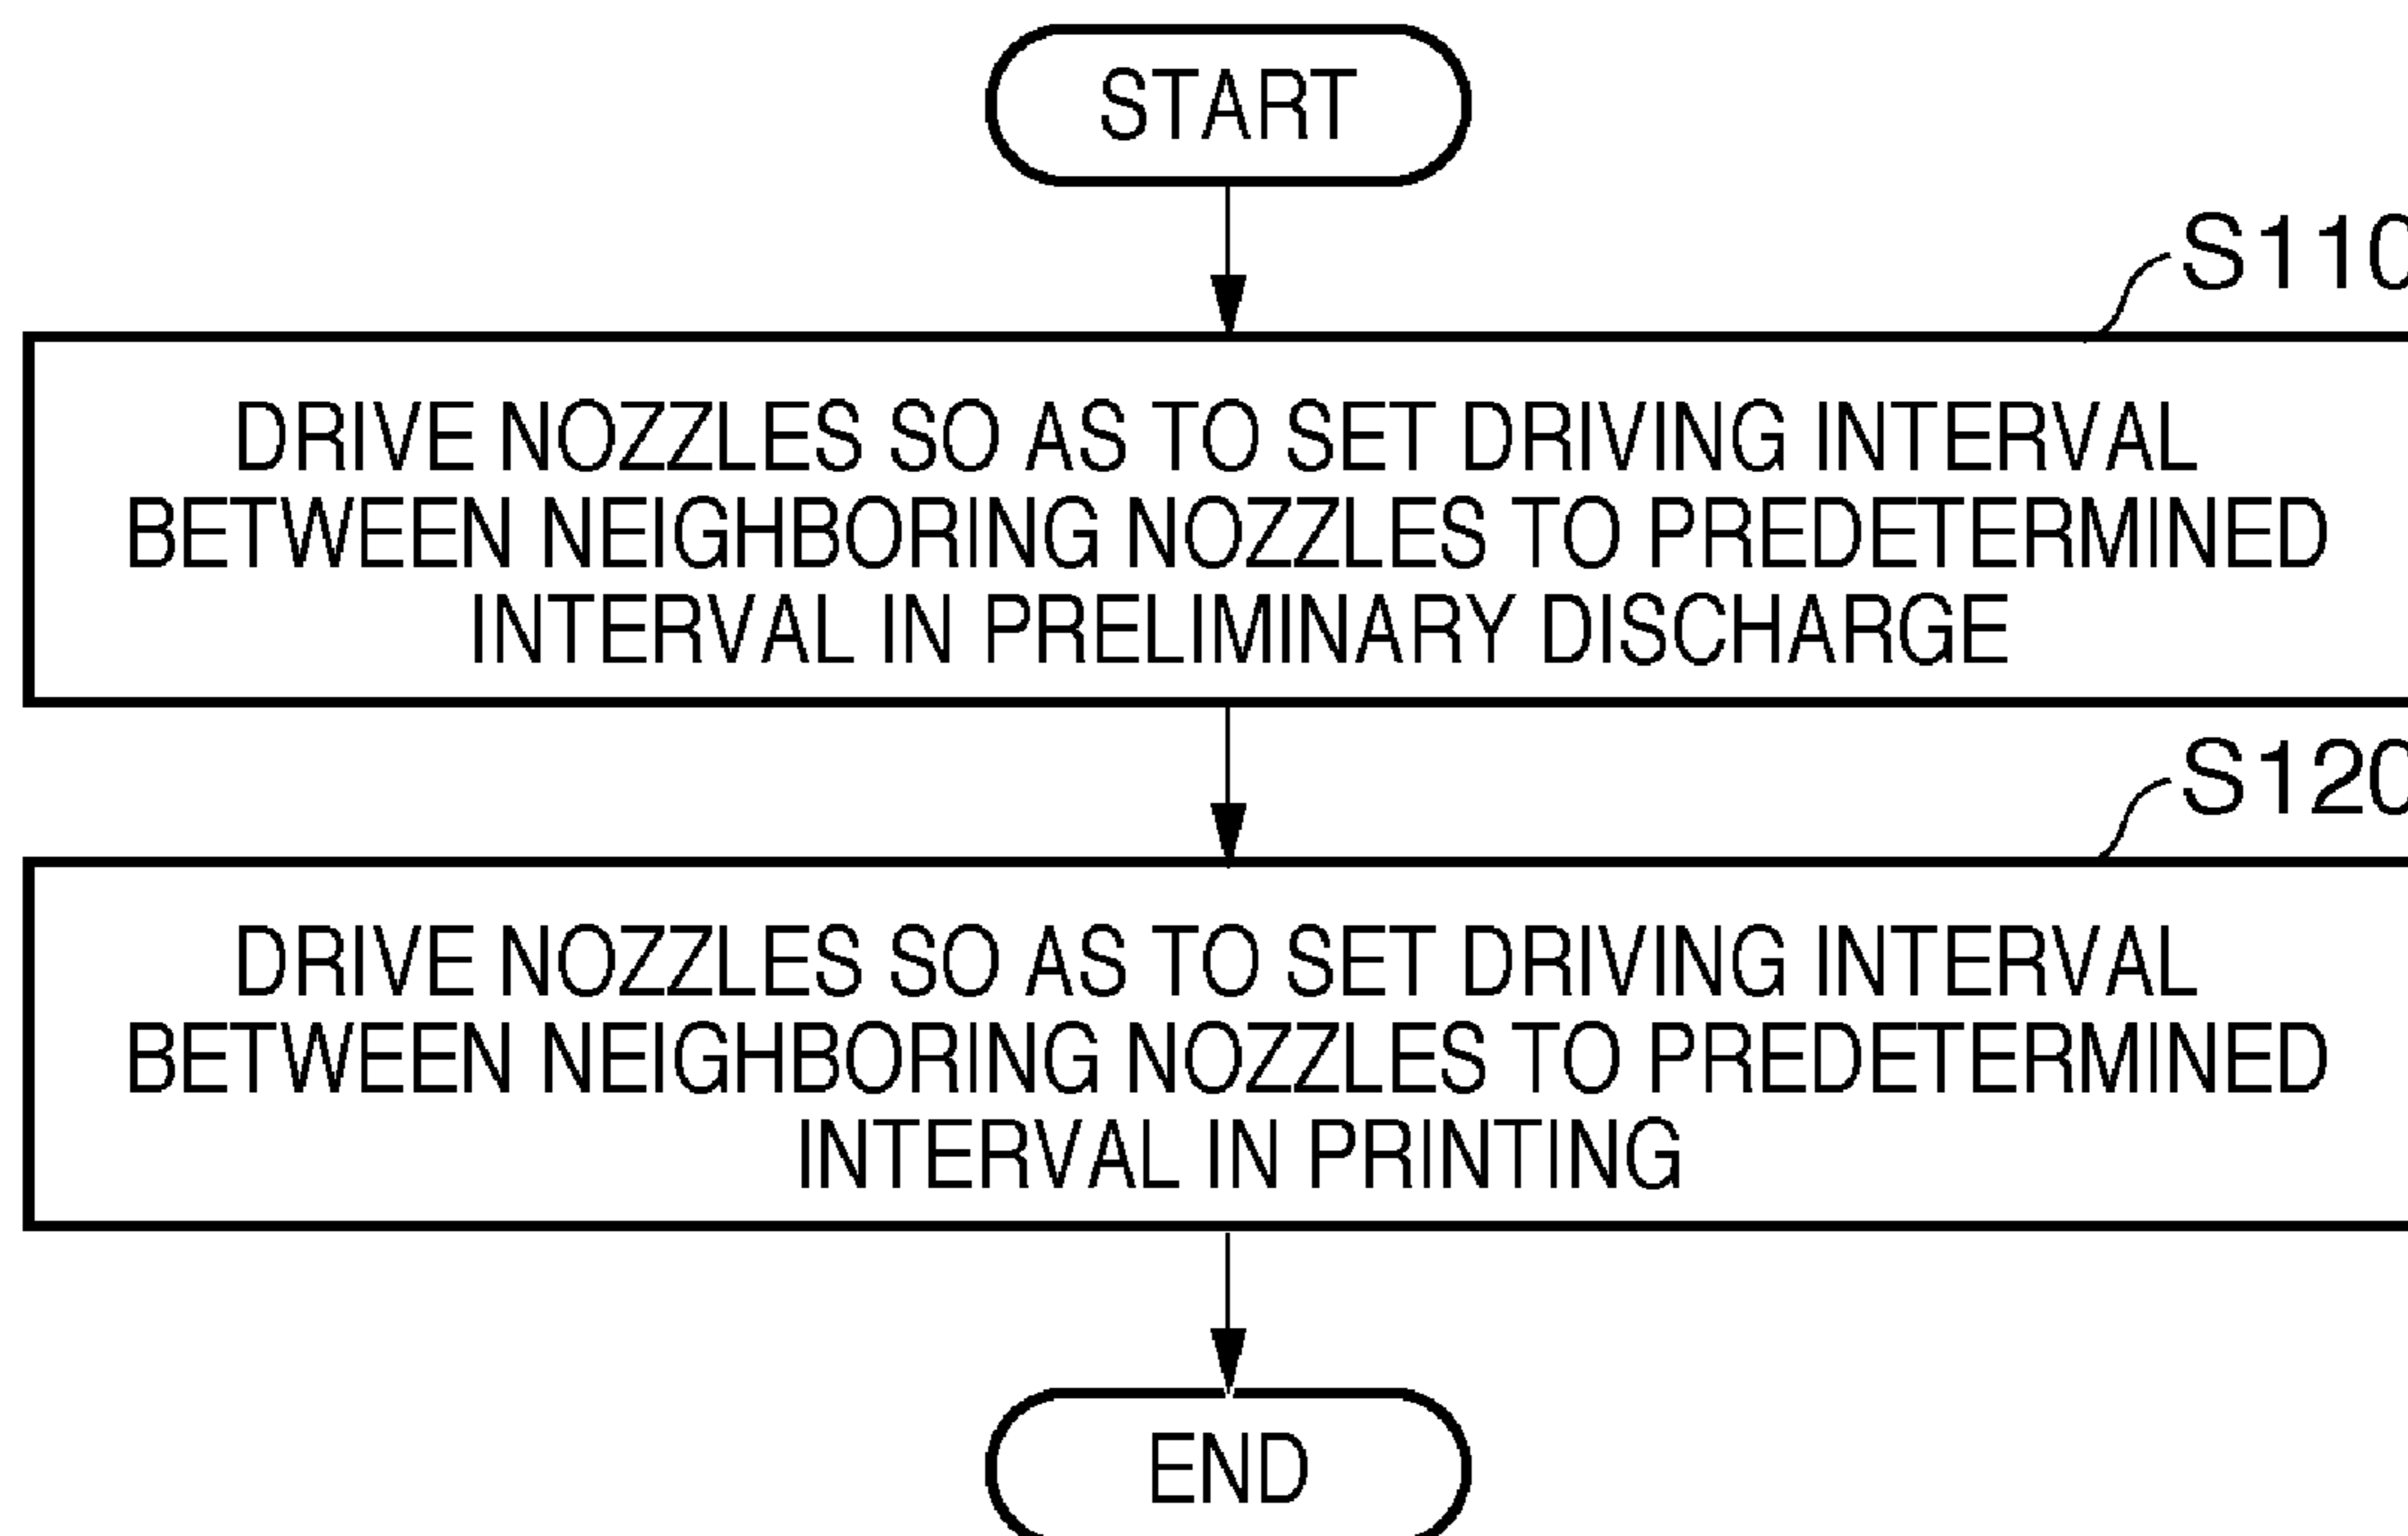 START
S110
DRIVE NOZZLES SO AS TO SET DRIVING INTERVAL
BETWEEN NEIGHBORING NOZZLES TO PREDETERMINED
INTERVAL IN PRELIMINARY DISCHARGE
S120
DRIVE NOZZLES SO AS TO SET DRIVING INTERVAL
BETWEEN NEIGHBORING NOZZLES TO PREDETERMINED
INTERVAL IN PRINTING
END